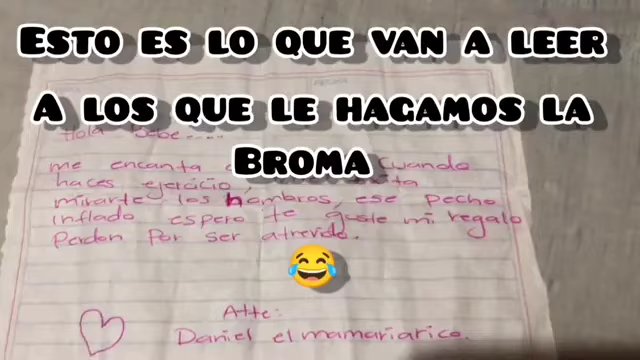 ESTO ES LO QUE VAN A LEER
A LOS QUE LE HAGAMOS LA
BROMA
Hola Bebe....
me encanta Cuando
haces ejercicio,
mirarte los hombros, ese pecho
inflado espero te guste mi regalo
Perdon Por ser atrevido.
Atte:
Daniel el mamariarico.